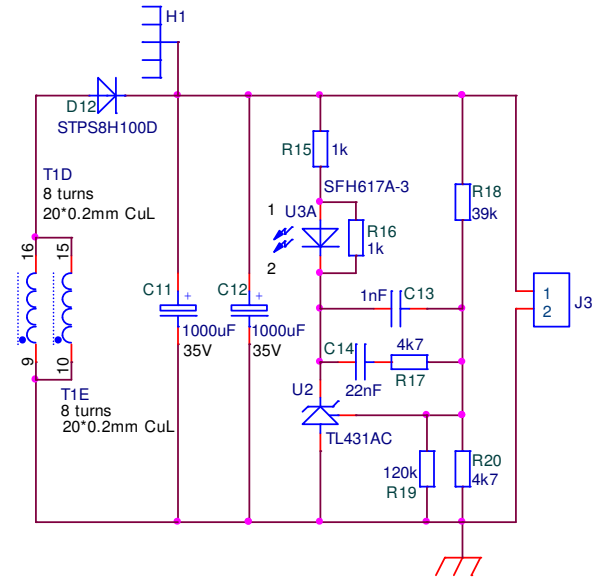 H1
D12
STPS8H100D
R15
1k
T1D
8 turns
20*0.2mm CuL
SFH617A-3
1
U3A
R16
1k
2
R18
39k
16
15
C11
+
1000uF
35V
C12
+
1000uF
35V
1nF
C13
1
2
J3
9
10
C14
22nF
4k7
R17
T1E
8 turns
20*0.2mm CuL
U2
TL431AC
120k
R19
R20
4k7